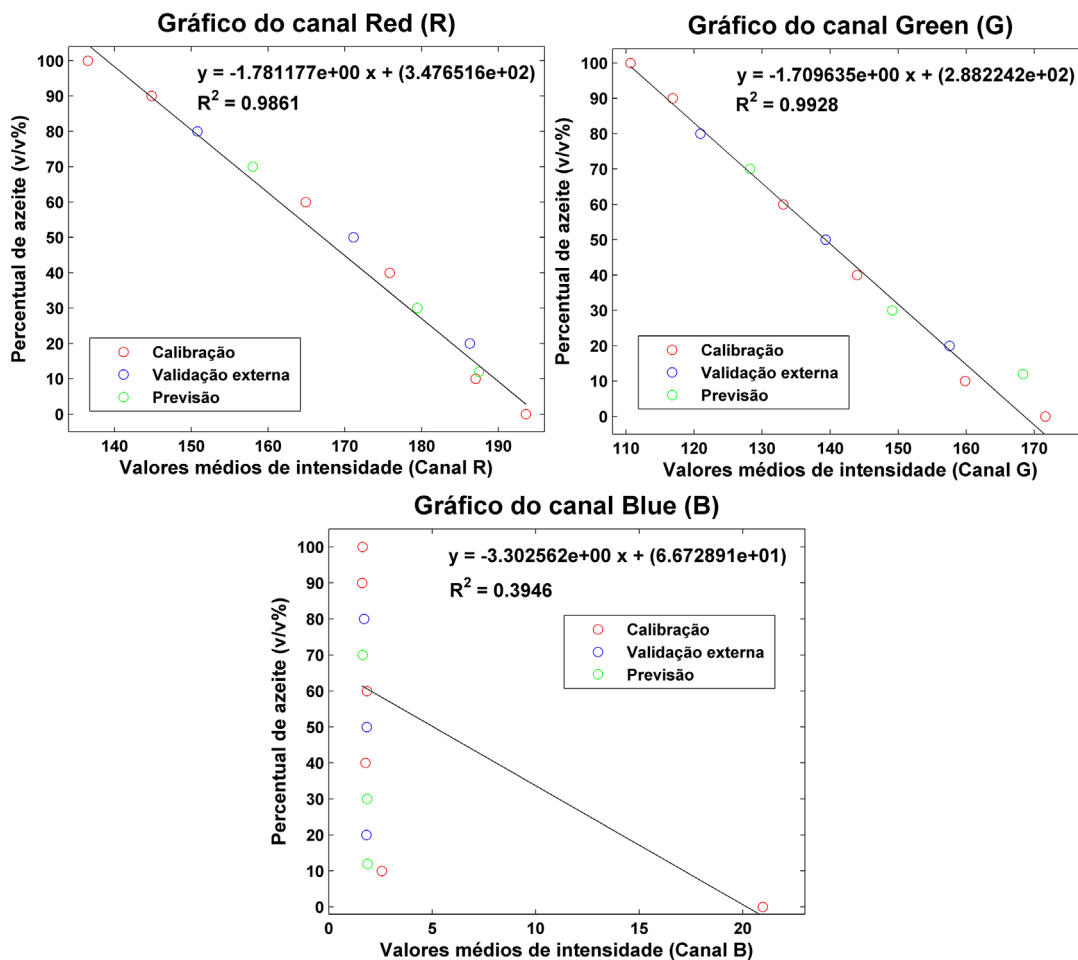 Gráfico do canal Red (R)
y = -1.781177e+00 x + (3.476516e+02)
R2 = 0.9861
Percentual de azeite (v/v%)
100
90
80
70
60
50
40
30
20
10
0
Calibração
Validação externa
Previsão
140 150 160 170 180 190
Valores médios de intensidade (Canal R)
Gráfico do canal Green (G)
y = -1.709635e+00 x + (2.882242e+02)
R2 = 0.9928
Percentual de azeite (v/v%)
100
90
80
70
60
50
40
30
20
10
0
Calibração
Validação externa
Previsão
110 120 130 140 150 160 170
Valores médios de intensidade (Canal G)
Gráfico do canal Blue (B)
y = -3.302562e+00 x + (6.672891e+01)
R2 = 0.3946
Percentual de azeite (v/v%)
100
90
80
70
60
50
40
30
20
10
0
Calibração
Validação externa
Previsão
0 5 10 15 20
Valores médios de intensidade (Canal B)